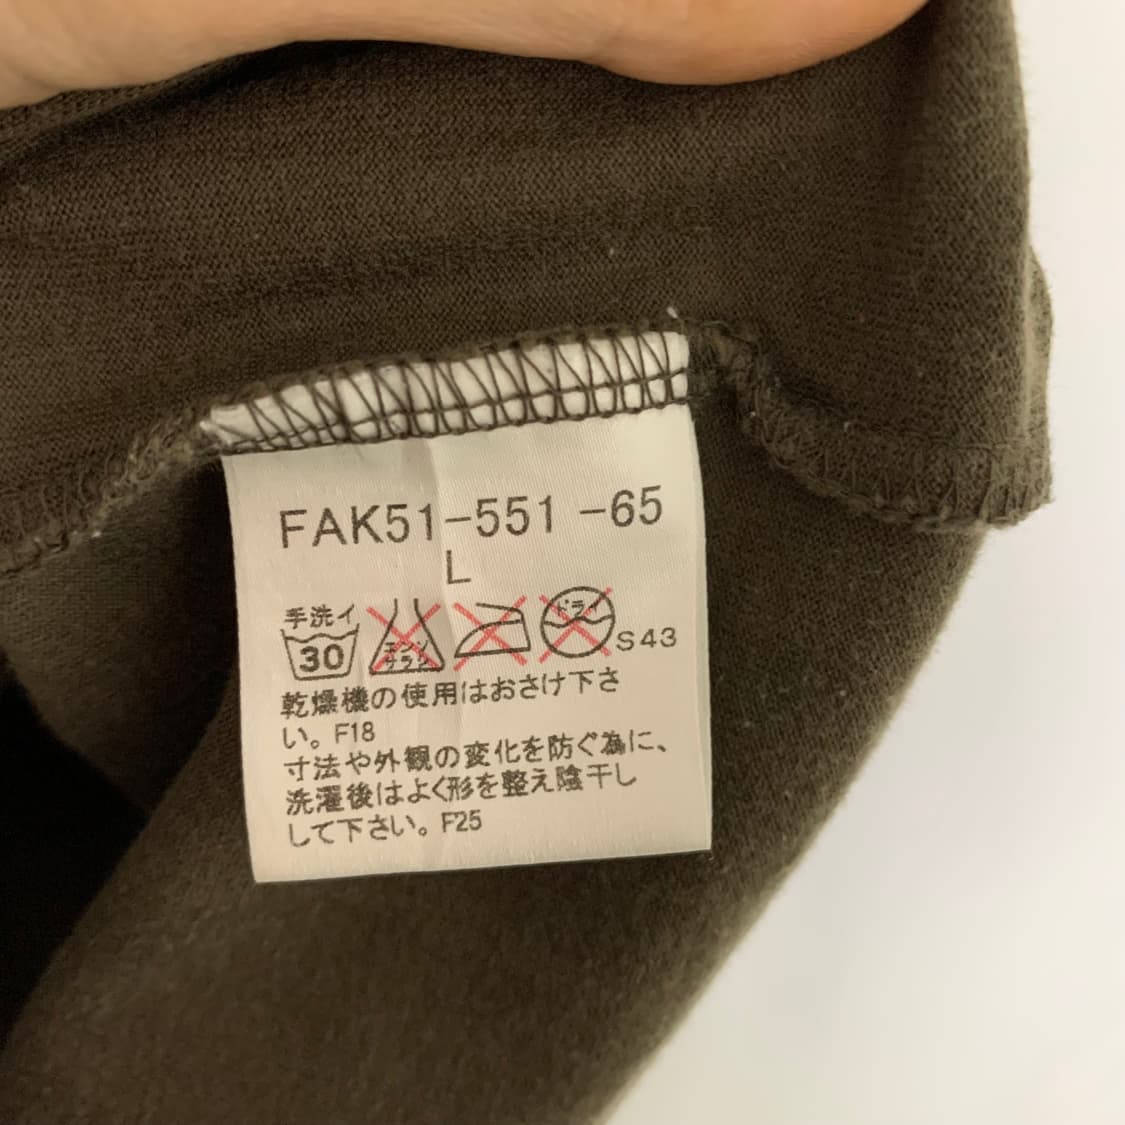 FAK51-551 -65
L
手洗イ
30 エンソサラシ ドライ S43
乾燥機の使用はおさけ下さ
い。F18
寸法や外観の変化を防ぐ為に、
洗濯後はよく形を整え陰干し
して下さい。F25